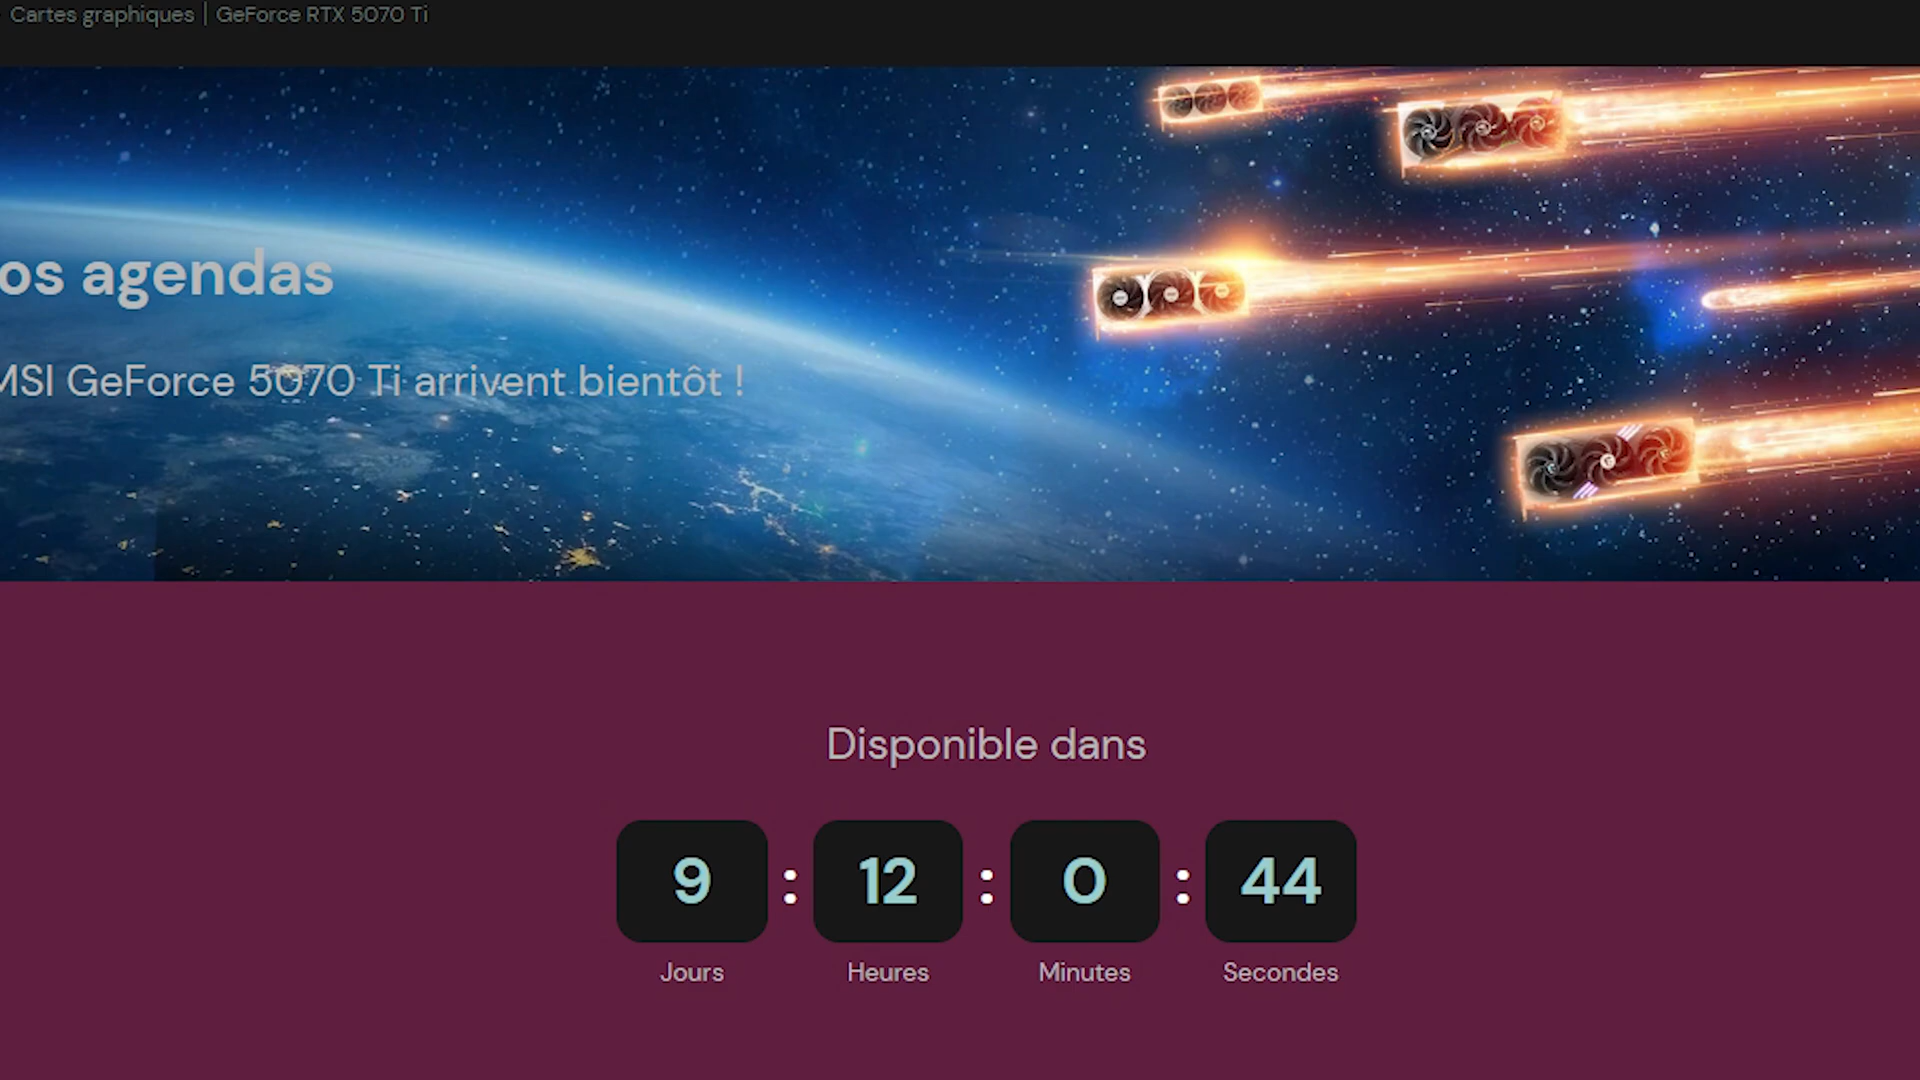 Cartes graphiques | GeForce RTX 5070 Ti
os agendas
MSI GeForce 5070 Ti arrivent bientôt !
Disponible dans
9 : 12 : 0 : 44
Jours Heures Minutes Secondes